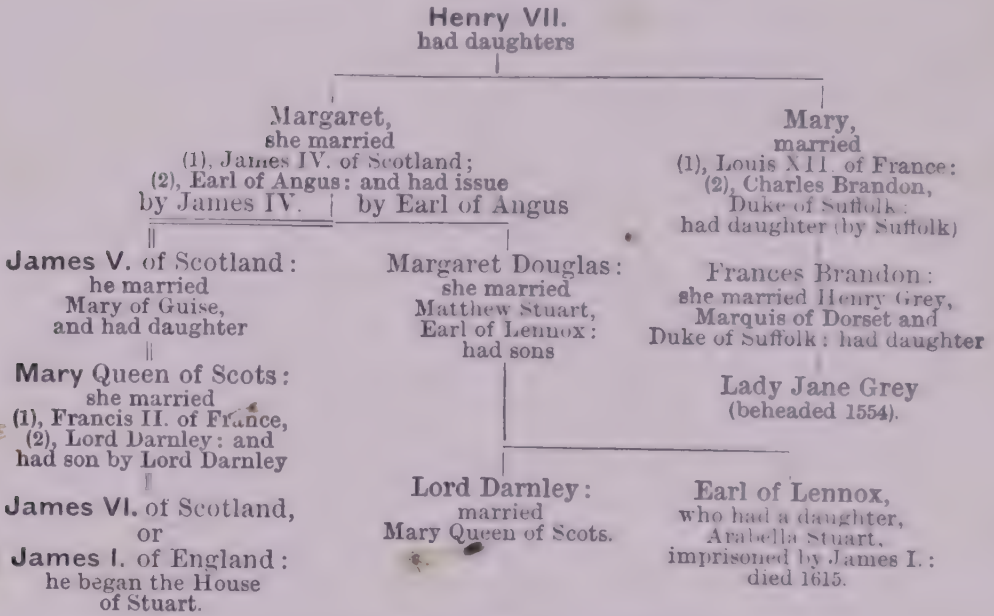 Henry VII.
had daughters
Margaret,
she married
(1), James IV. of Scotland;
(2), Earl of Angus: and had issue
by James IV.
by Earl of Angus
Mary,
married
(1), Louis XII. of France:
(2), Charles Brandon,
Duke of Suffolk:
had daughter (by Suffolk)
James V. of Scotland:
he married
Mary of Guise,
and had daughter
Margaret Douglas:
she married
Matthew Stuart,
Earl of Lennox:
had sons
Frances Brandon:
she married Henry Grey,
Marquis of Dorset and
Duke of Suffolk: had daughter
Mary Queen of Scots:
she married
(1), Francis II. of France,
(2), Lord Darnley: and
had son by Lord Darnley
Lady Jane Grey
(beheaded 1554).
James VI. of Scotland,
or
James I. of England:
he began the House
of Stuart.
Lord Darnley:
married
Mary Queen of Scots.
Earl of Lennox,
who had a daughter,
Arabella Stuart,
imprisoned by James I.:
died 1615.